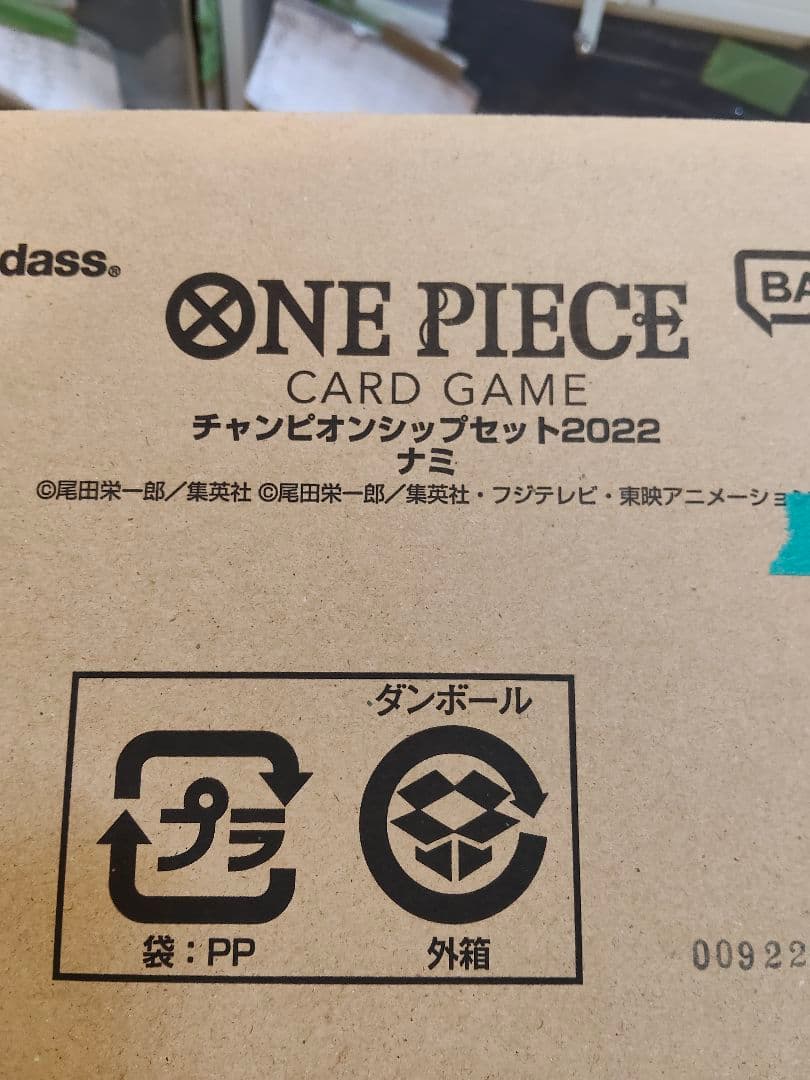 dass®
BA
ONE PIECE
CARD GAME
チャンピオンシップセット2022
ナミ
©尾田栄一郎／集英社 ©尾田栄一郎／集英社・フジテレビ・東映アニメーショ
ダンボール
プラ
袋：PP
外箱
00922